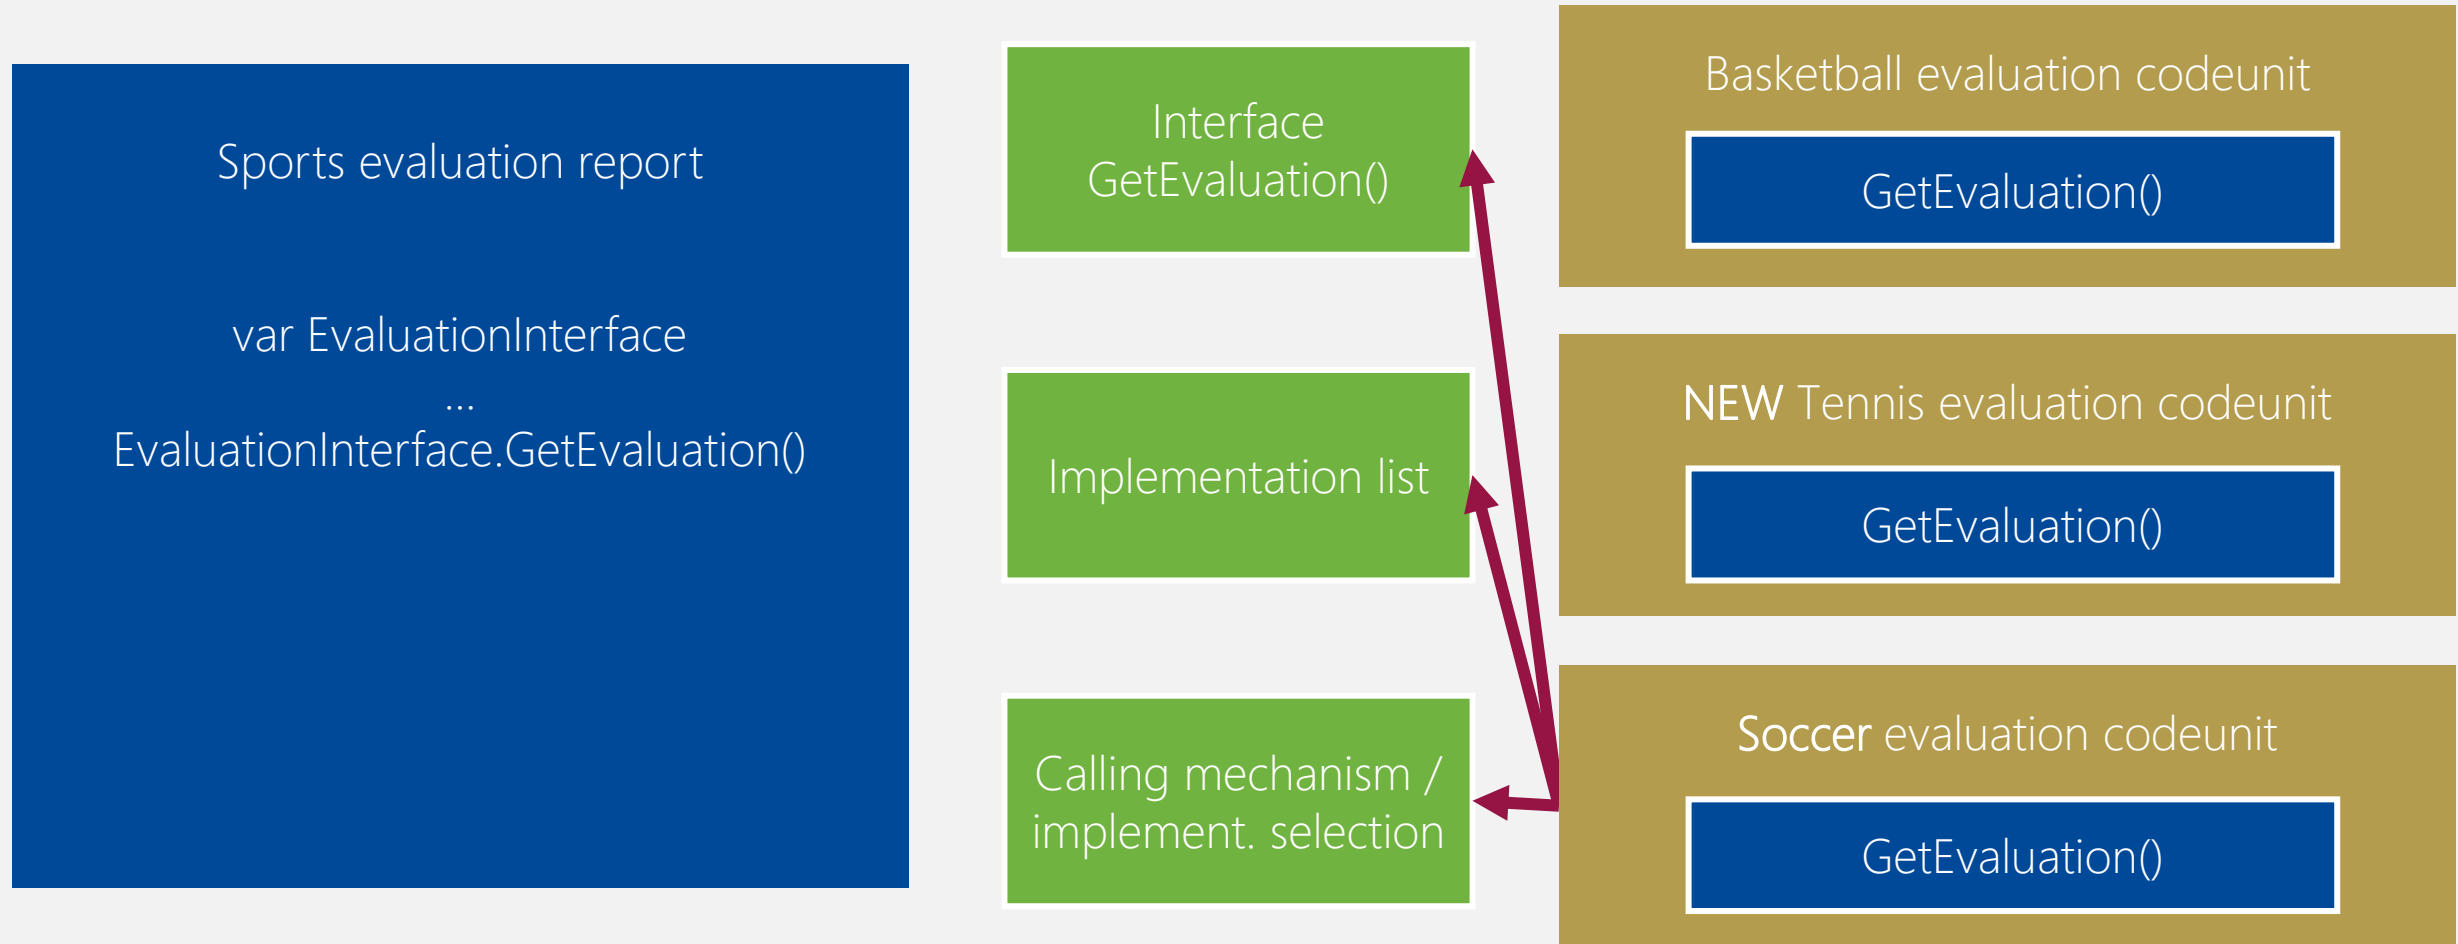 Sports evaluation report
var EvaluationInterface
...
EvaluationInterface.GetEvaluation()
Interface
GetEvaluation()
Implementation list
Calling mechanism /
implement. selection
Basketball evaluation codeunit
GetEvaluation()
NEW Tennis evaluation codeunit
GetEvaluation()
Soccer evaluation codeunit
GetEvaluation()